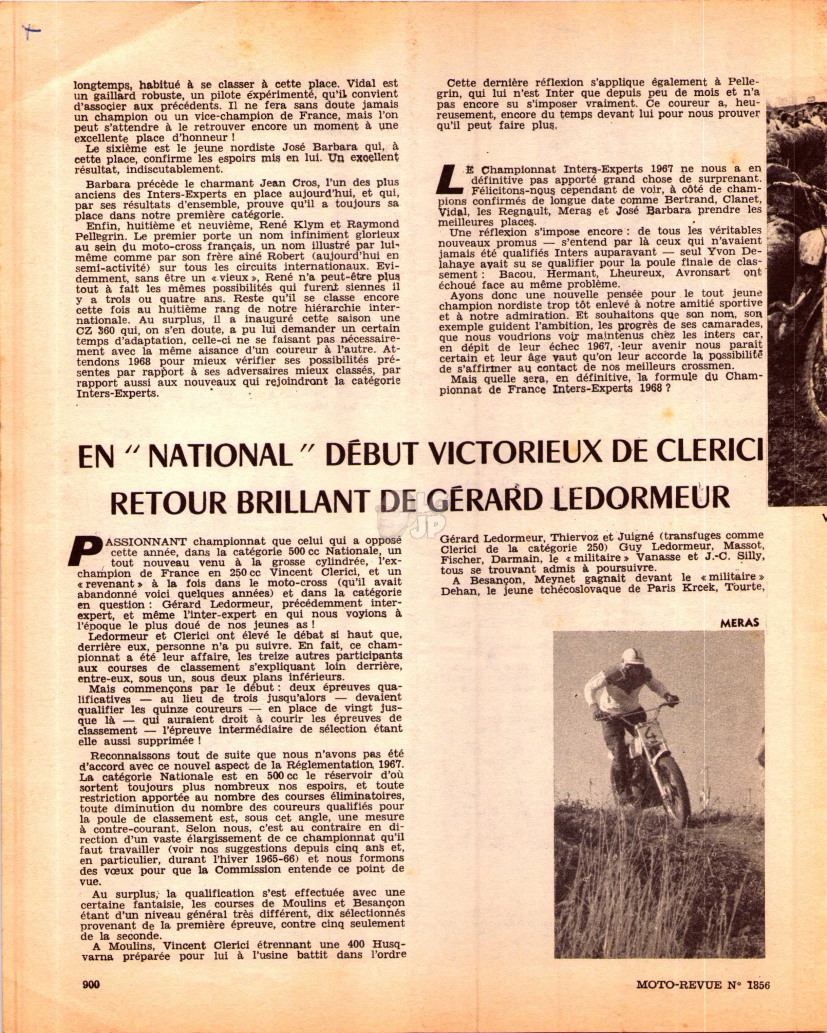 longtemps, habitué à se classer à cette place. Vidal est
un gaillard robuste, un pilote expérimenté, qu'il convient
d'associer aux précédents. Il ne fera sans doute jamais
un champion ou un vice-champion de France, mais l'on
peut s'attendre à le retrouver encore un moment à une
excellente place d'honneur !
Le sixième est le jeune nordiste José Barbara qui, à
cette place, confirme les espoirs mis en lui. Un excellent
résultat, indiscutablement.
Barbara précède le charmant Jean Cros, l'un des plus
anciens des Inters-Experts en place aujourd'hui, et qui,
par ses résultats d'ensemble, prouve qu'il a toujours sa
place dans notre première catégorie.
Enfin, huitième et neuvième, René Klym et Raymond
Pellegrin. Le premier porte un nom infiniment glorieux
au sein du moto-cross français, un nom illustré par lui-
même comme par son frère aîné Robert (aujourd'hui en
semi-activité) sur tous les circuits internationaux. Evi-
demment, sans être un « vieux », René n'a peut-être plus
tout à fait les mêmes possibilités qui furent siennes il
y a trois ou quatre ans. Reste qu'il se classe encore
cette fois au huitième rang de notre hiérarchie inter-
nationale. Au surplus, il a inauguré cette saison une
CZ 360 qui, on s'en doute, a pu lui demander un certain
temps d'adaptation, celle-ci ne se faisant pas nécessaire-
ment avec la même aisance d'un coureur à l'autre. At-
tendons 1968 pour mieux vérifier ses possibilités pré-
sentes par rapport à ses adversaires mieux classés, par
rapport aussi aux nouveaux qui rejoindront la catégorie
Inters-Experts.
Cette dernière réflexion s'applique également à Pelle-
grin, qui lui n'est Inter que depuis peu de mois et n'a
pas encore su s'imposer vraiment. Ce coureur a, heu-
reusement, encore du temps devant lui pour nous prouver
qu'il peut faire plus.
LE Championnat Inters-Experts 1967 ne nous a en
définitive pas apporté grand chose de surprenant.
Félicitons-nous cependant de voir, à côté de cham-
pions confirmés de longue date comme Bertrand, Clanet,
Vidal, les Regnault, Meras et José Barbara prendre les
meilleures places.
Une réflexion s'impose encore : de tous les véritables
nouveaux promus — s'entend par là ceux qui n'avaient
jamais été qualifiés Inters auparavant — seul Yvon De-
lahaye avait su se qualifier pour la poule finale de clas-
sement : Bacou, Hermant, Lheureux, Avronsart ont
échoué face au même problème.
Ayons donc une nouvelle pensée pour le tout jeune
champion nordiste trop tôt enlevé à notre amitié sportive
et à notre admiration. Et souhaitons que son nom, son
exemple guident l'ambition, les progrès de ses camarades,
que nous voudrions voir maintenus chez les inters car,
en dépit de leur échec 1967, leur avenir nous paraît
certain et leur âge vaut qu'on leur accorde la possibilité
de s'affirmer au contact de nos meilleurs crossmen.
Mais quelle sera, en définitive, la formule du Cham-
pionnat de France Inters-Experts 1968 ?
EN " NATIONAL " DÉBUT VICTORIEUX DE CLERICI
RETOUR BRILLANT DE GÉRARD LEDORMEUR
PASSIONNANT championnat que celui qui a opposé
cette année, dans la catégorie 500 cc Nationale, un
tout nouveau venu à la grosse cylindrée, l'ex-
champion de France en 250 cc Vincent Clerici, et un
« revenant » à la fois dans le moto-cross (qu'il avait
abandonné voici quelques années) et dans la catégorie
en question : Gérard Ledormeur, précédemment inter-
expert, et même l'inter-expert en qui nous voyions à
l'époque le plus doué de nos jeunes as !
Ledormeur et Clerici ont élevé le débat si haut que,
derrière eux, personne n'a pu suivre. En fait, ce cham-
pionnat a été leur affaire, les treize autres participants
aux courses de classement s'expliquant loin derrière,
entre-eux, sous un, sous deux plans inférieurs.
Mais commençons par le début : deux épreuves qua-
lificatives — au lieu de trois jusqu'alors — devaient
qualifier les quinze coureurs — en place de vingt jus-
que là — qui auraient droit à courir les épreuves de
classement — l'épreuve intermédiaire de sélection étant
elle aussi supprimée !
Reconnaissons tout de suite que nous n'avons pas été
d'accord avec ce nouvel aspect de la Réglementation 1967.
La catégorie Nationale est en 500 cc le réservoir d'où
sortent toujours plus nombreux nos espoirs, et toute
restriction apportée au nombre des courses éliminatoires,
toute diminution du nombre des coureurs qualifiés pour
la poule de classement est, sous cet angle, une mesure
à contre-courant. Selon nous, c'est au contraire en di-
rection d'un vaste élargissement de ce championnat qu'il
faut travailler (voir nos suggestions depuis cinq ans et,
en particulier, durant l'hiver 1965-66) et nous formons
des vœux pour que la Commission entende ce point de
vue.
Au surplus, la qualification s'est effectuée avec une
certaine fantaisie, les courses de Moulins et Besançon
étant d'un niveau général très différent, dix sélectionnés
provenant de la première épreuve, contre cinq seulement
de la seconde.
A Moulins, Vincent Clerici étrennant une 400 Husq-
varna préparée pour lui à l'usine battit dans l'ordre
Gérard Ledormeur, Thiervoz et Juigné (transfuges comme
Clerici de la catégorie 250) Guy Ledormeur, Massot,
Fischer, Darmain, le « militaire » Vanasse et J.-C. Silly,
tous se trouvant admis à poursuivre.
A Besançon, Meynet gagnait devant le « militaire »
Dehan, le jeune tchécoslovaque de Paris Krcek, Tourte,
MERAS
900
MOTO-REVUE N° 1856